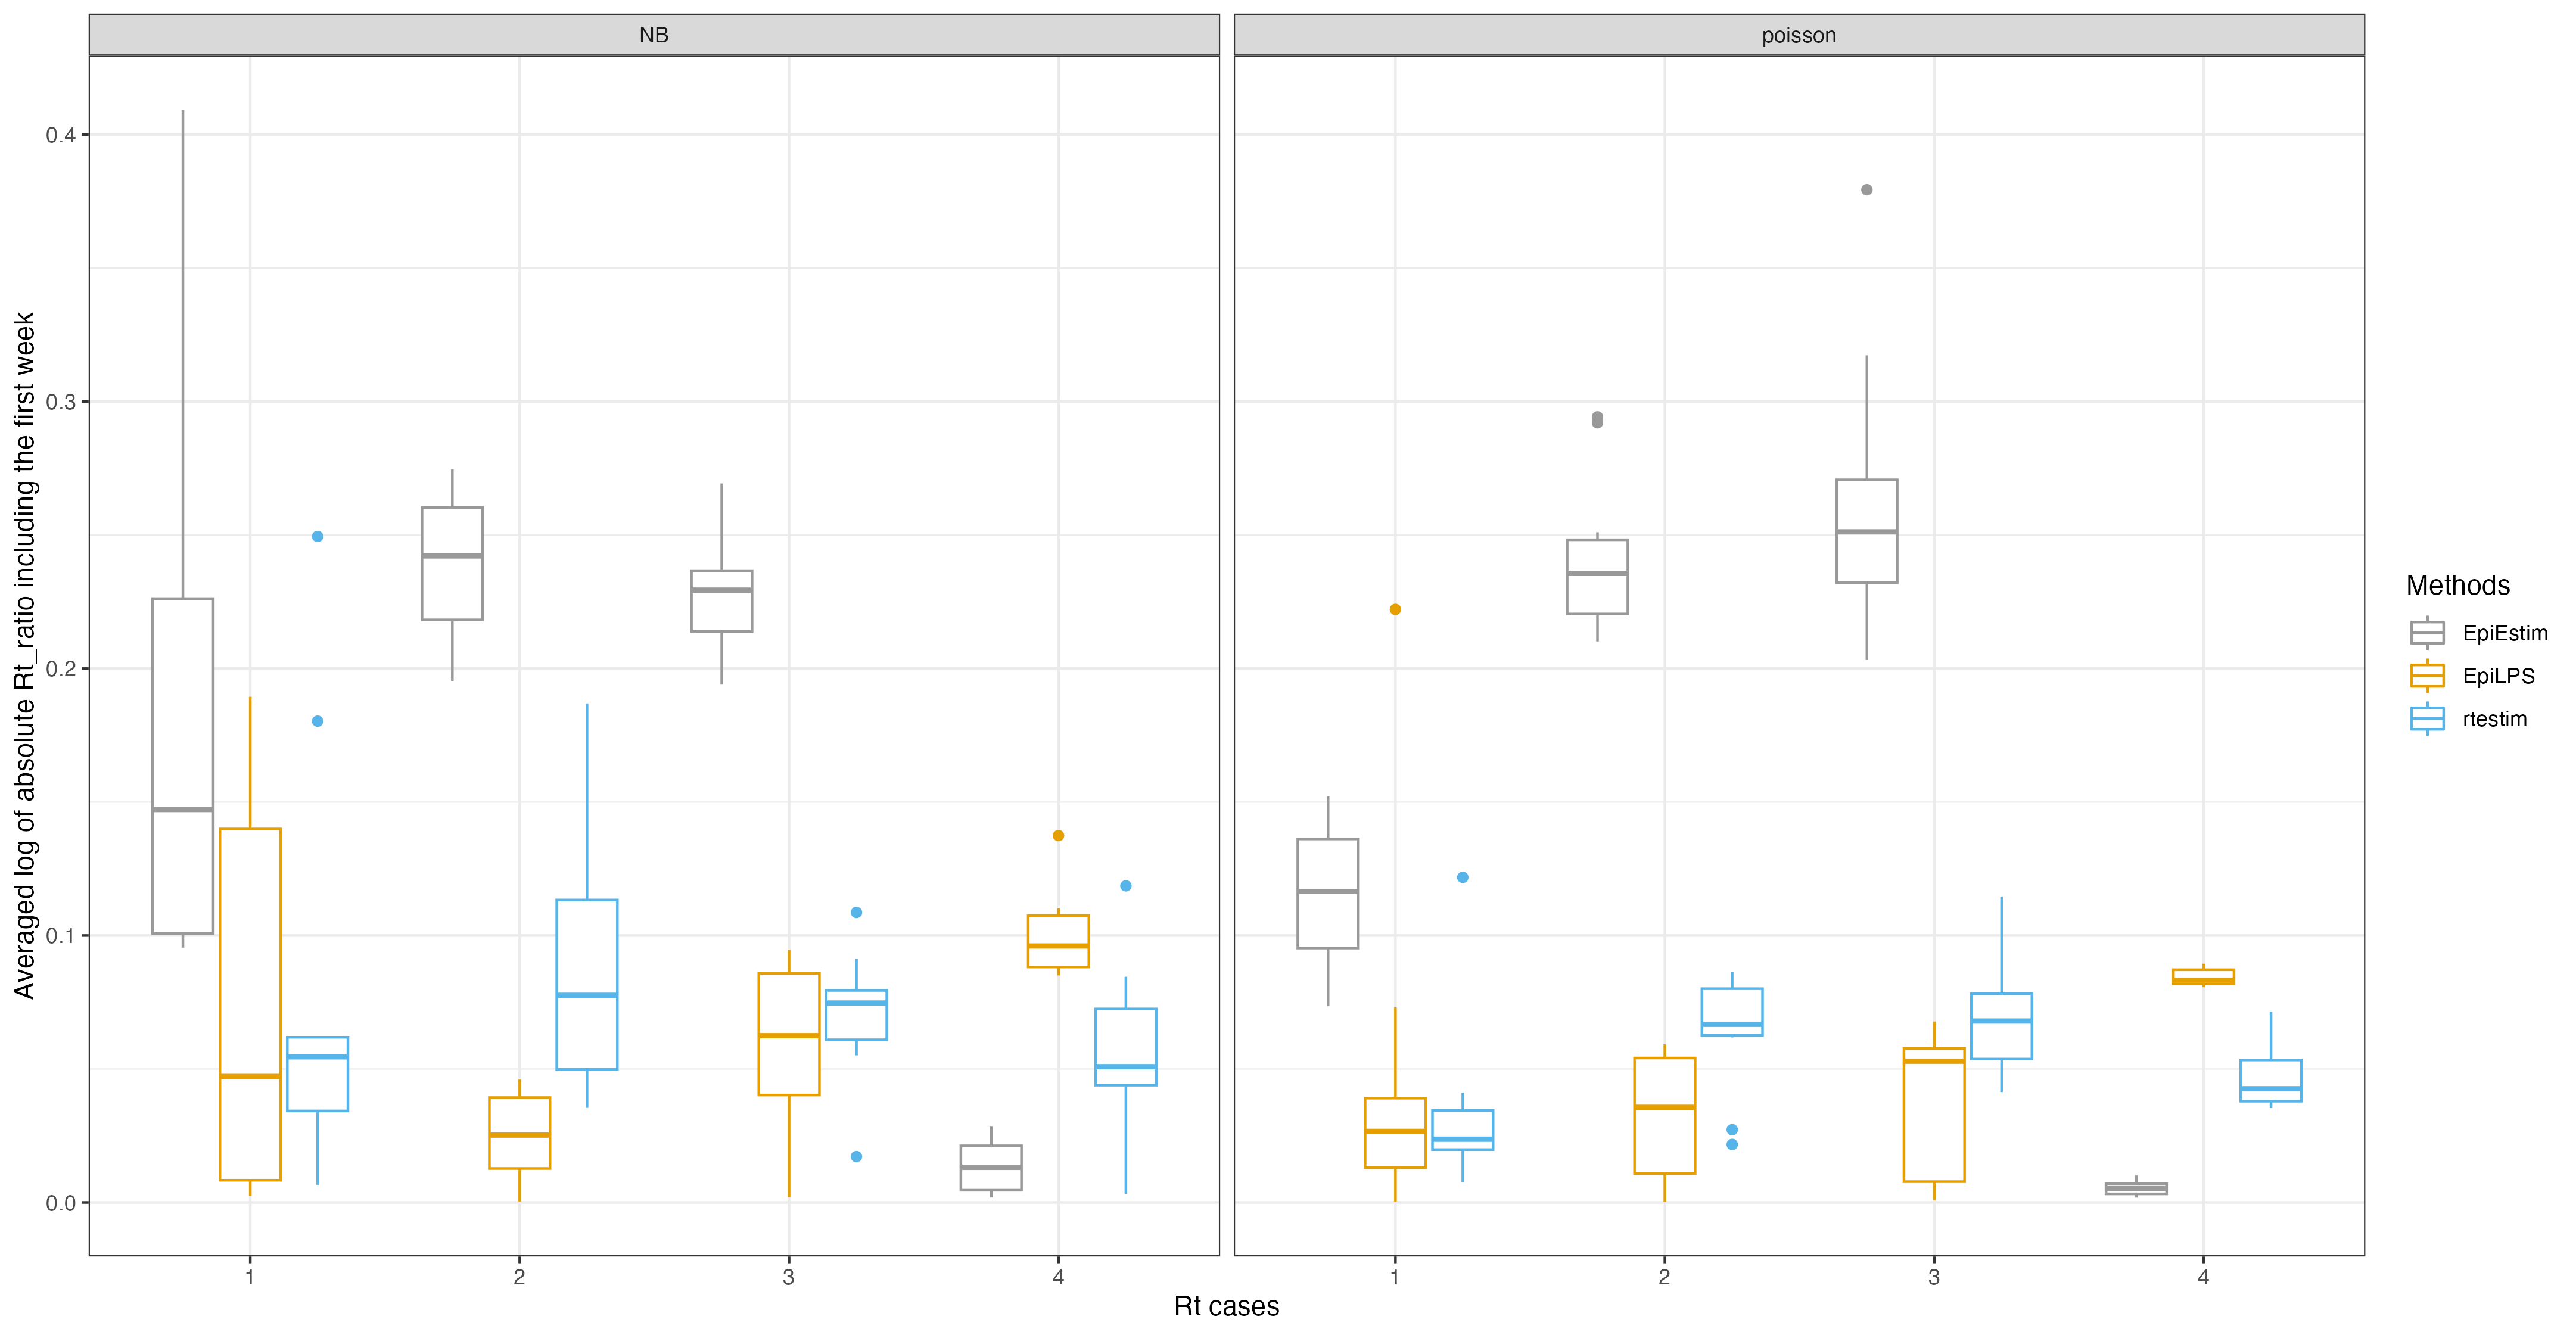 NB
poisson
Averaged log of absolute Rt_ratio including the first week
0.4
0.3
0.2
0.1
0.0
1
2
3
4
1
2
3
4
Rt cases
Methods
EpiEstim
EpiLPS
rtestim